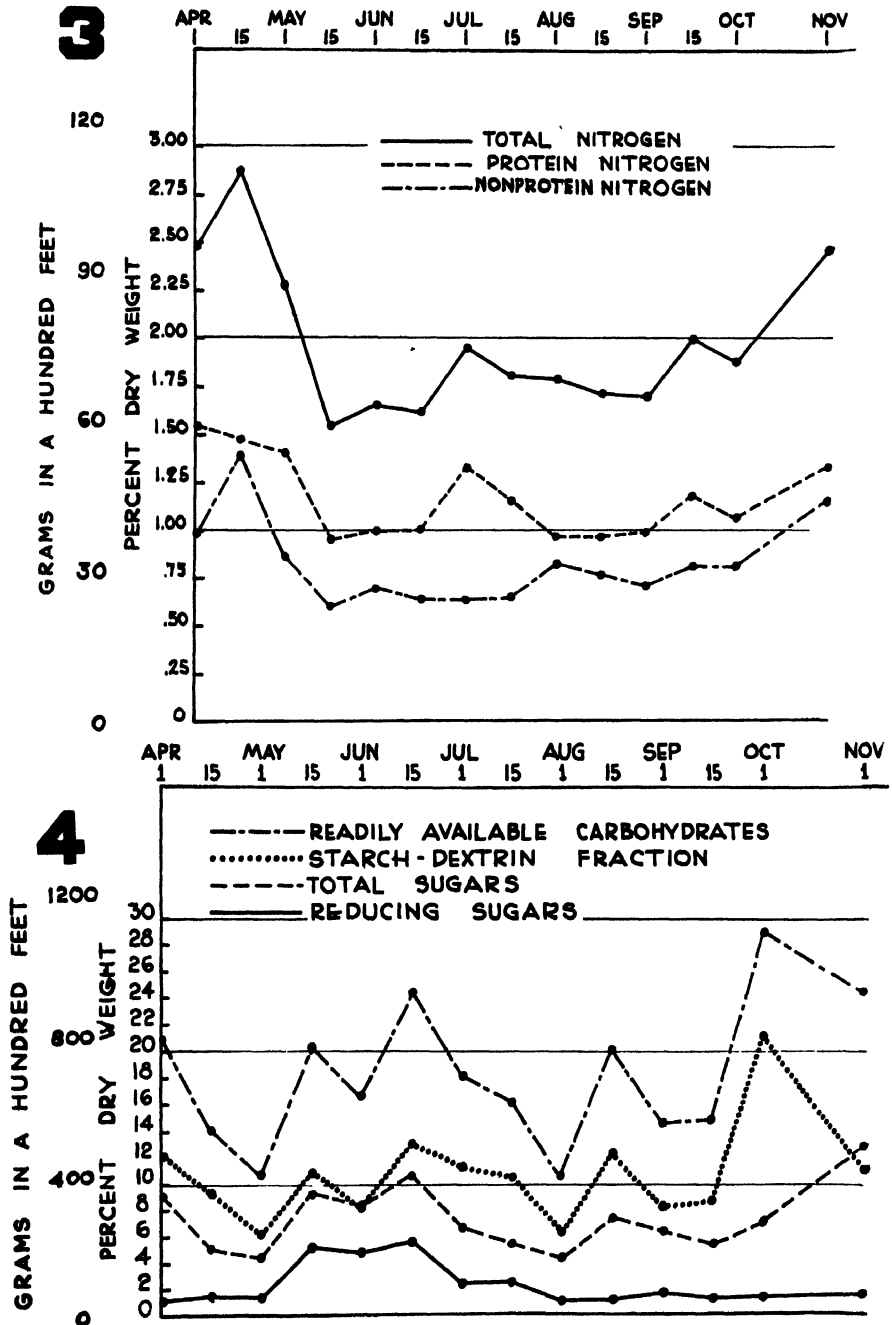 3
APR MAY JUN JUL AUG SEP OCT NOV
1 15 1 15 1 15 1 15 1 15 1 15 1 1
120
90
60
30
0
GRAMS IN A HUNDRED FEET
PERCENT DRY WEIGHT
3.00
2.75
2.50
2.25
2.00
1.75
1.50
1.25
1.00
.75
.50
.25
0
TOTAL NITROGEN
PROTEIN NITROGEN
NONPROTEIN NITROGEN
APR MAY JUN JUL AUG SEP OCT NOV
1 15 1 15 1 15 1 15 1 15 1 15 1 1
4
READILY AVAILABLE CARBOHYDRATES
STARCH-DEXTRIN FRACTION
TOTAL SUGARS
REDUCING SUGARS
1200
800
400
0
GRAMS IN A HUNDRED FEET
PERCENT DRY WEIGHT
30
28
26
24
22
20
18
16
14
12
10
8
6
4
2
0